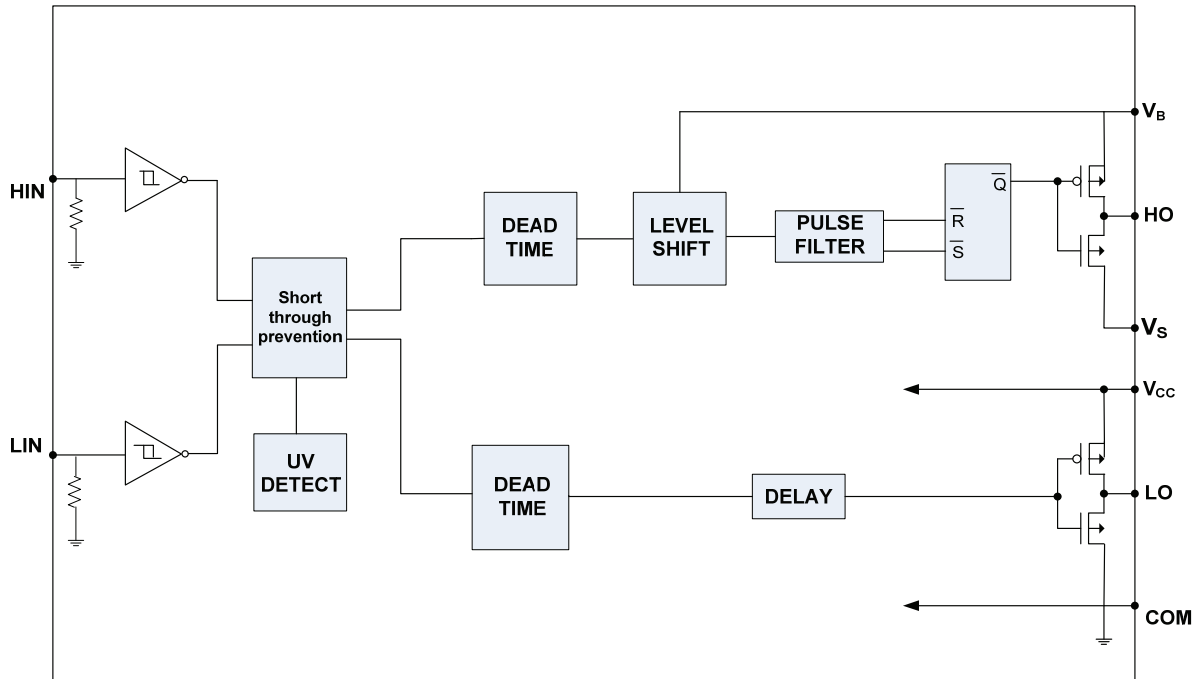 HIN
LIN
Short
through
prevention
UV
DETECT
DEAD
TIME
LEVEL
SHIFT
PULSE
FILTER
R̅
S̅
Q̅
DEAD
TIME
DELAY
VB
HO
VS
VCC
LO
COM